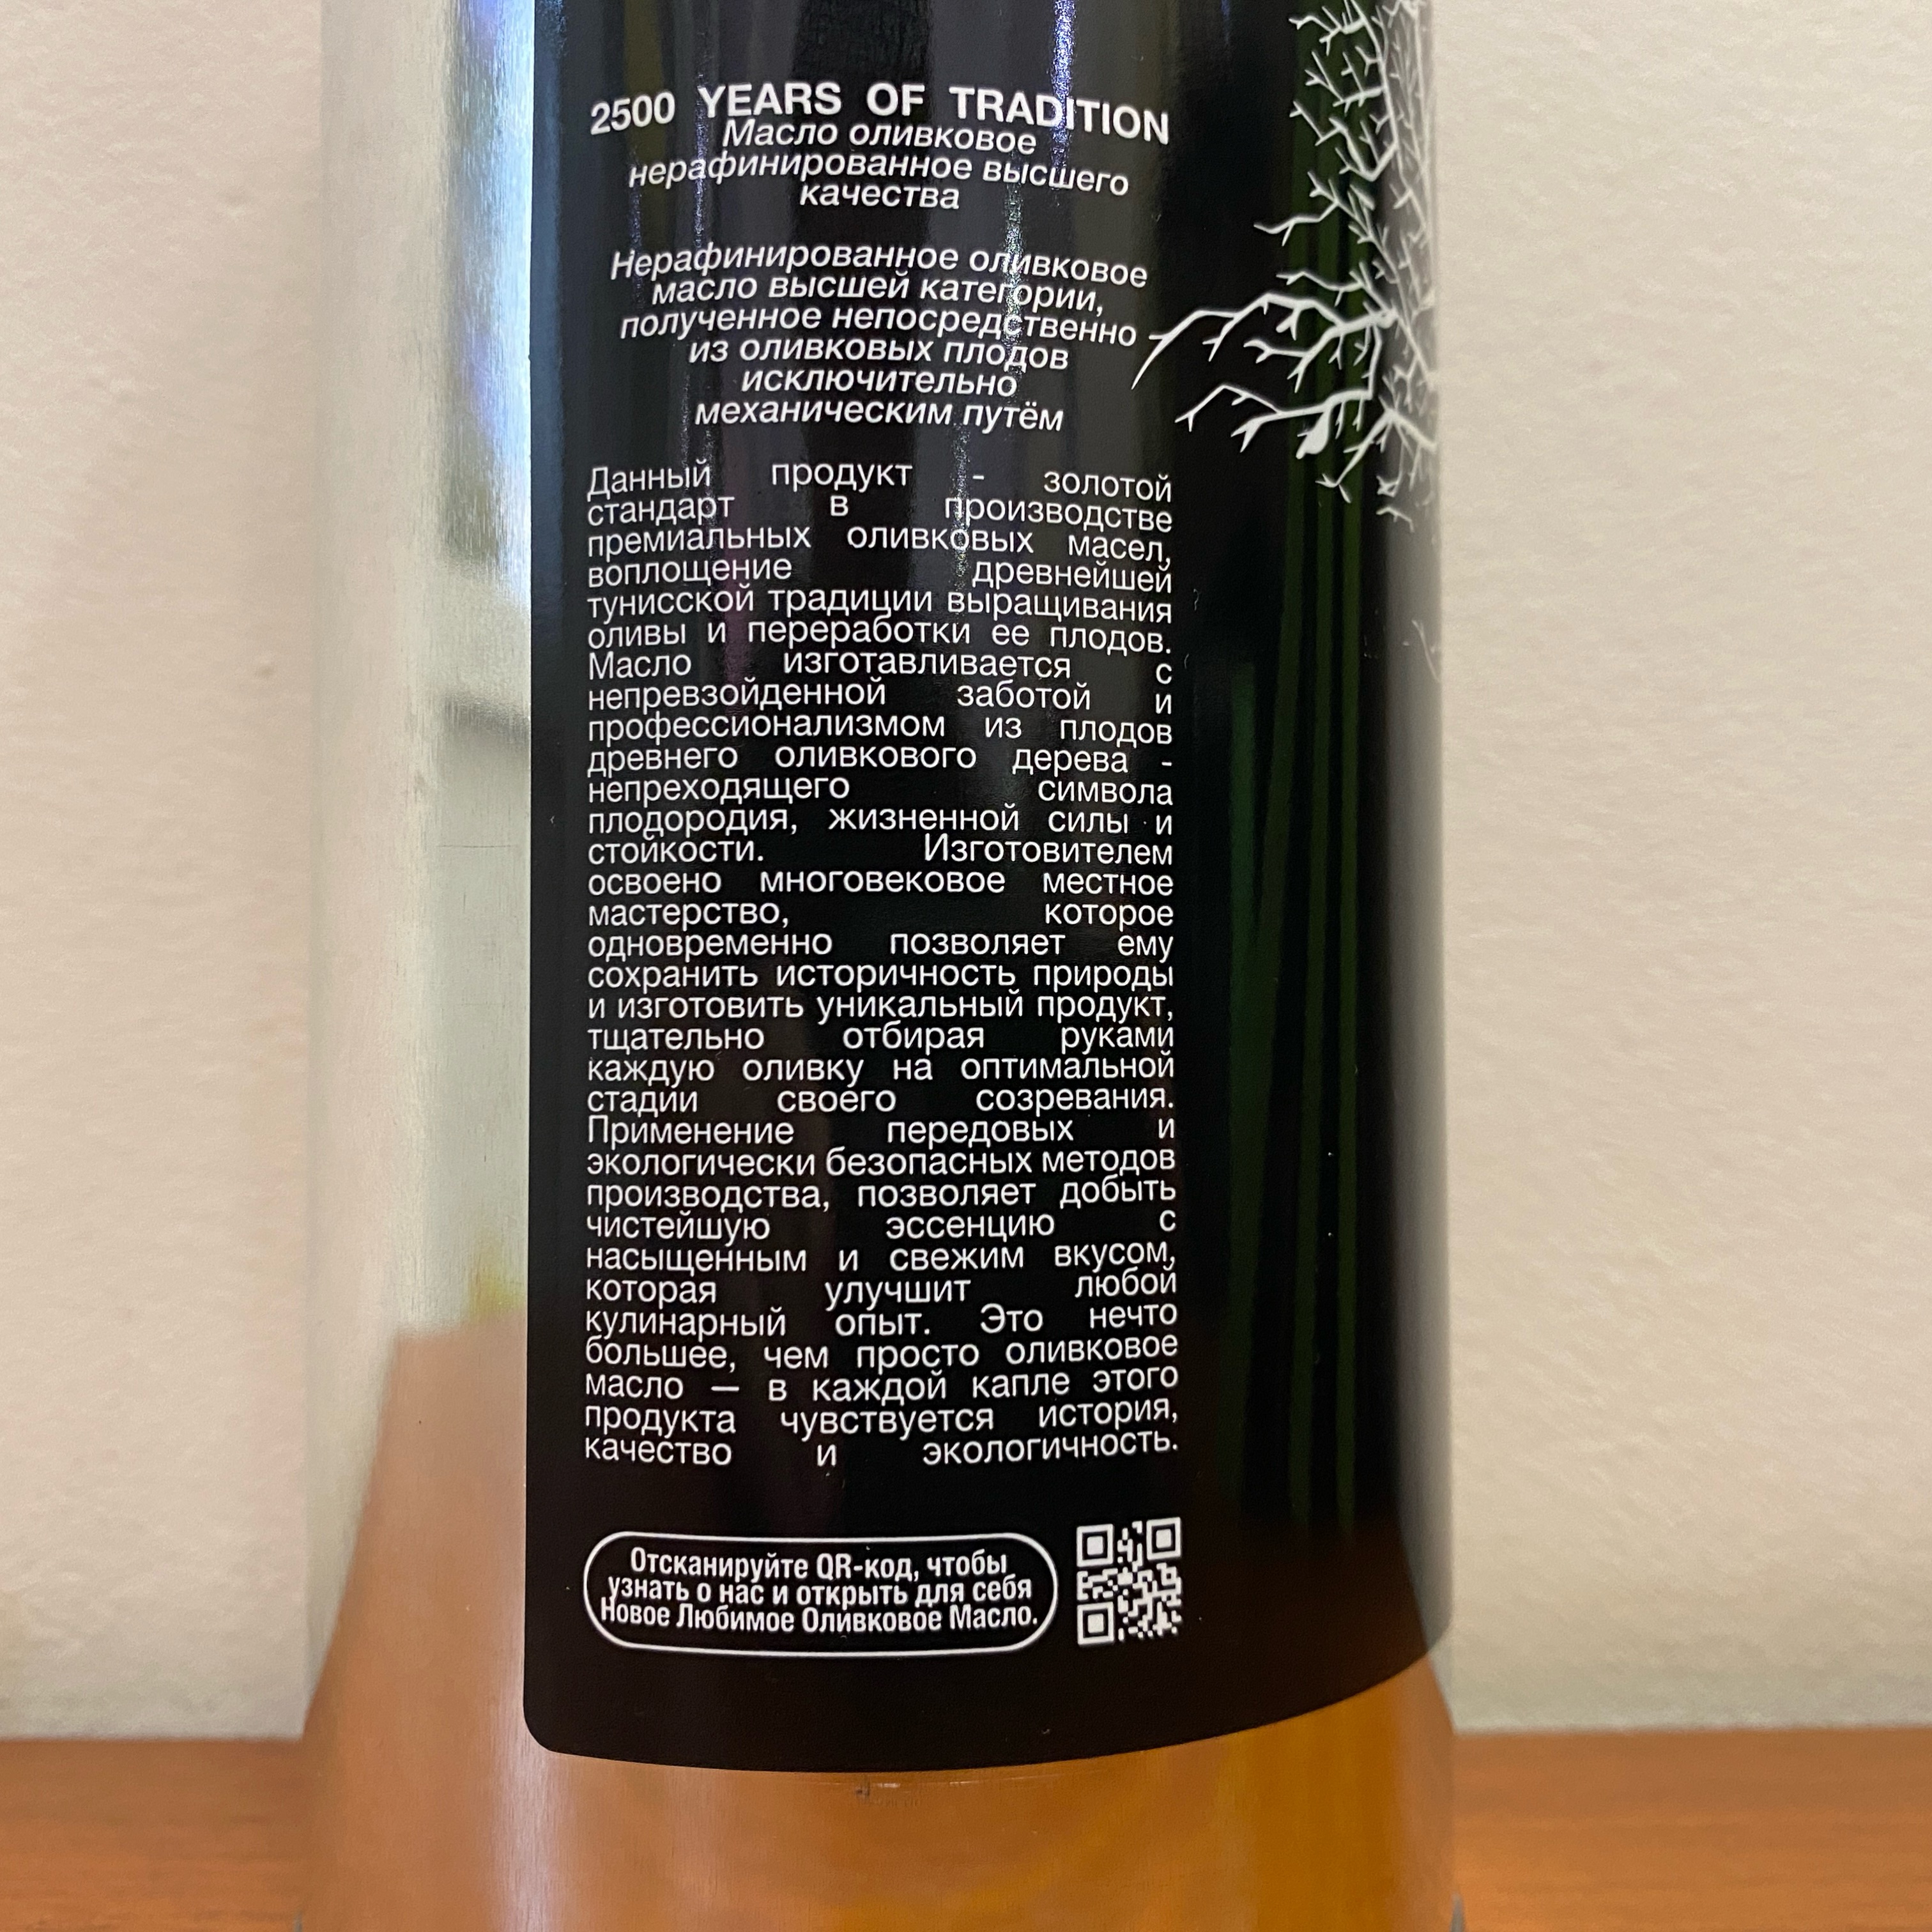 2500 YEARS OF TRADITION
Масло оливковое
нерафинированное высшего
качества
Нерафинированное оливковое
масло высшей категории,
полученное непосредственно
из оливковых плодов
исключительно
механическим путём
Данный продукт - золотой
стандарт в производстве
премиальных оливковых масел,
воплощение древнейшей
тунисской традиции выращивания
оливы и переработки ее плодов.
Масло изготавливается с
непревзойденной заботой и
профессионализмом из плодов
древнего оливкового дерева -
непреходящего символа
плодородия, жизненной силы и
стойкости. Изготовителем
освоено многовековое местное
мастерство, которое
одновременно позволяет ему
сохранить историчность природы
и изготовить уникальный продукт,
тщательно отбирая руками
каждую оливку на оптимальной
стадии своего созревания.
Применение передовых и
экологически безопасных методов
производства, позволяет добыть
чистейшую эссенцию с
насыщенным и свежим вкусом,
которая улучшит любой
кулинарный опыт. Это нечто
большее, чем просто оливковое
масло — в каждой капле этого
продукта чувствуется история,
качество и экологичность.
Отсканируйте QR-код, чтобы
узнать о нас и открыть для себя
Новое Любимое Оливковое Масло.